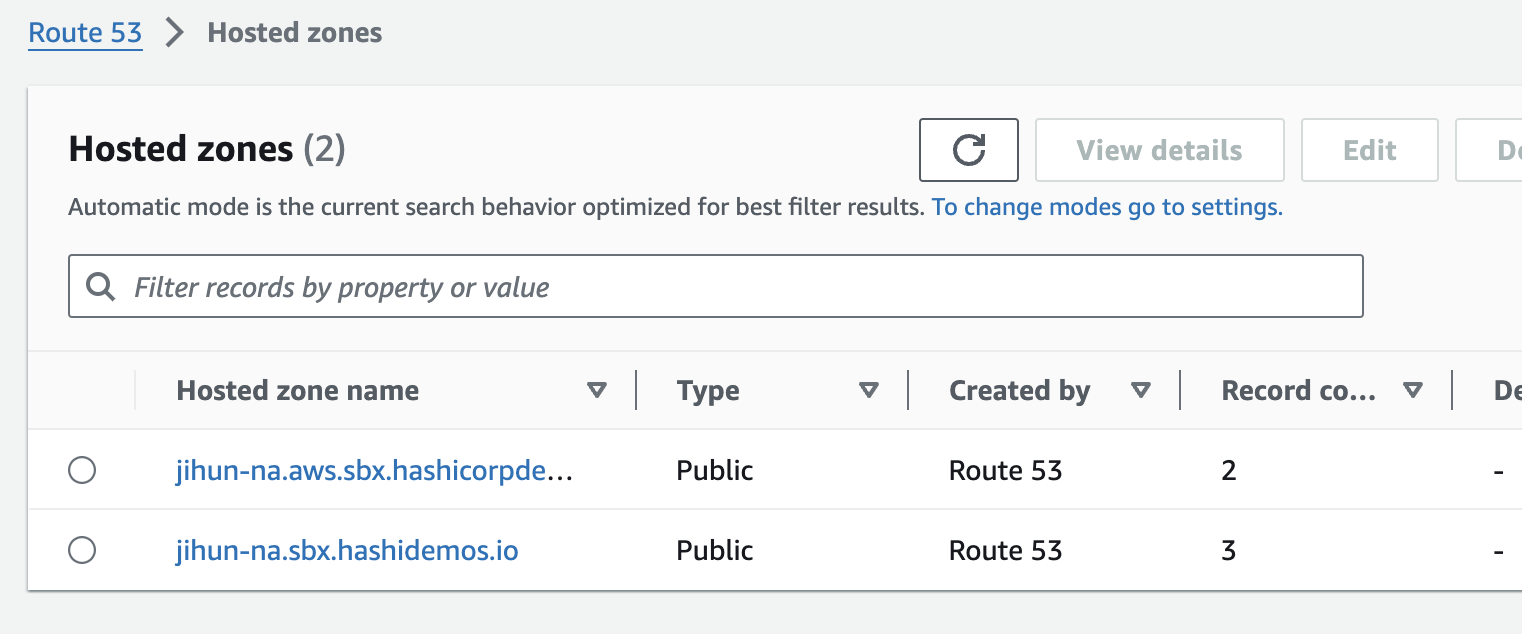 Route 53 > Hosted zones
Hosted zones (2)
View details
Edit
Automatic mode is the current search behavior optimized for best filter results. To change modes go to settings.
Filter records by property or value
Hosted zone name Type Created by Record co... De
jihun-na.aws.sbx.hashicorpde... Public Route 53 2 -
jihun-na.sbx.hashidemos.io Public Route 53 3 -